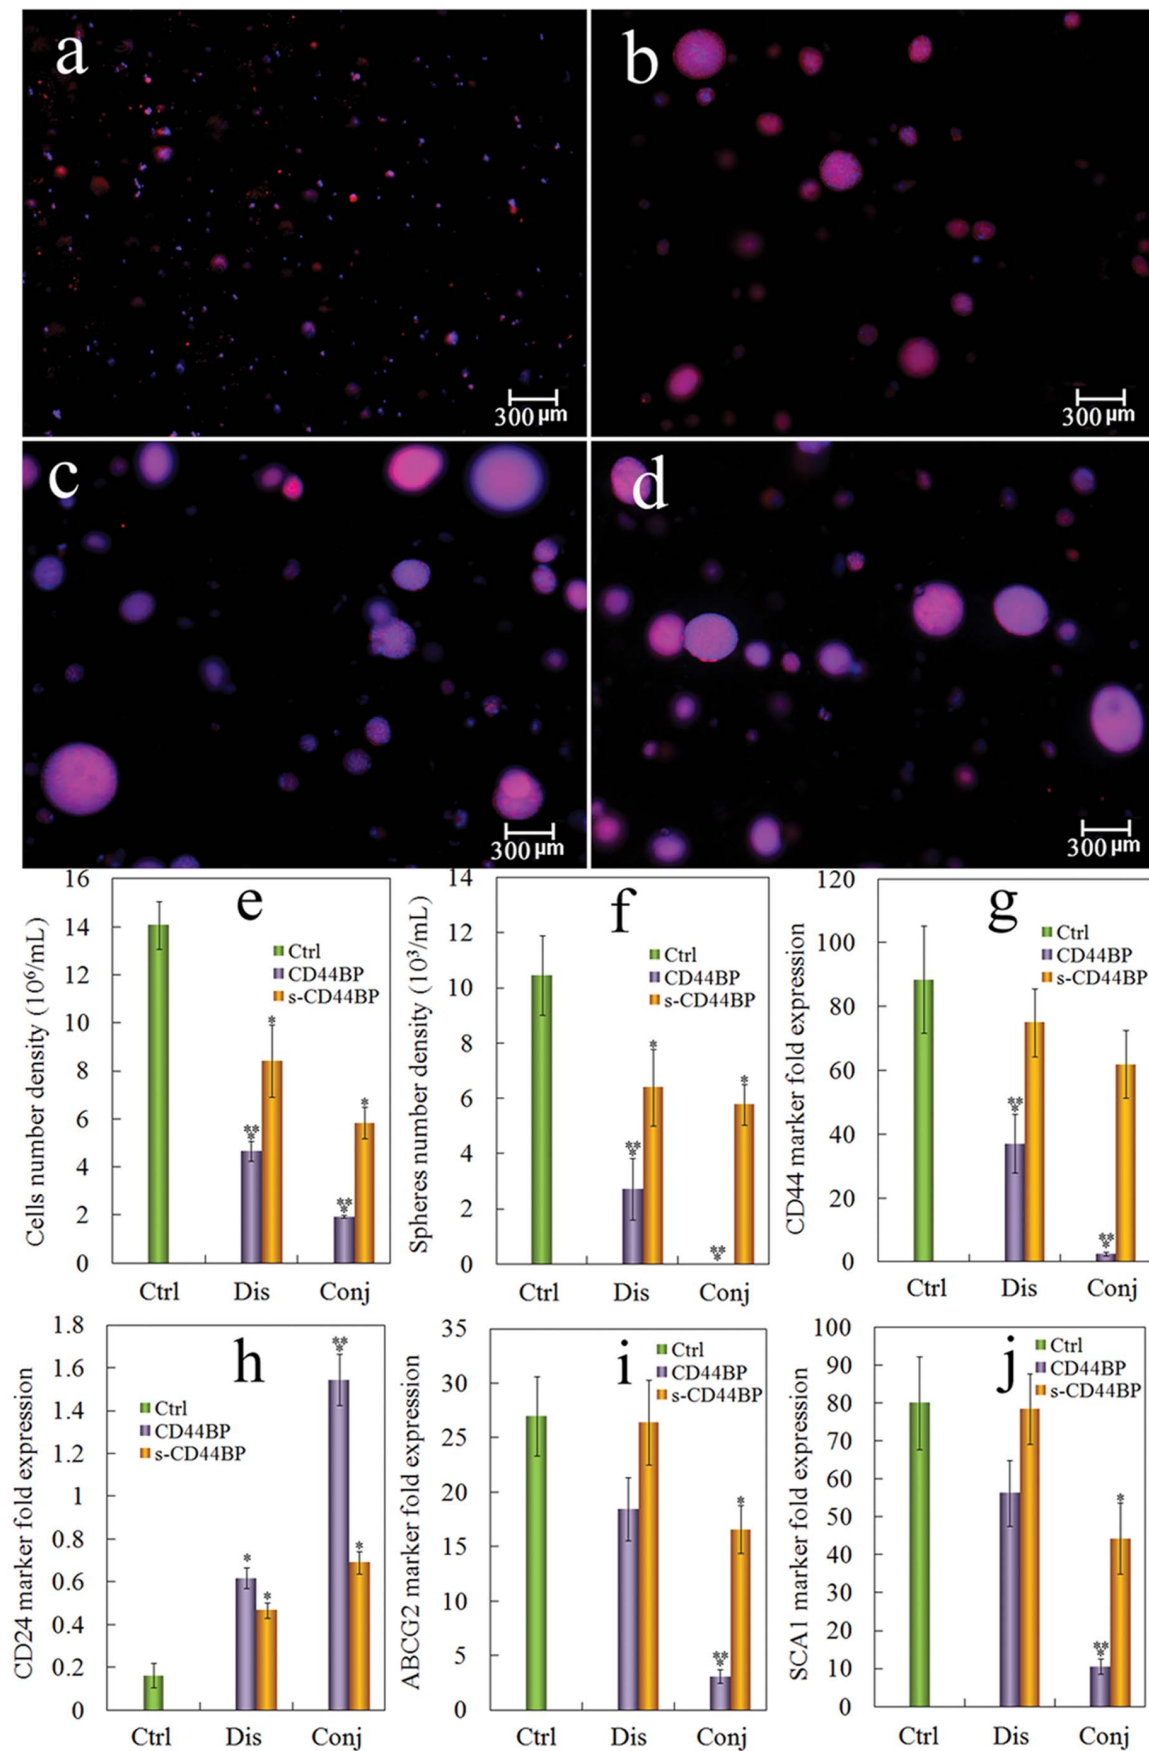 a
300 µm
b
300 µm
c
300 µm
d
300 µm
e
Cells number density (10⁶/mL)
16
14
12
10
8
6
4
2
0
Ctrl
CD44BP
s-CD44BP
*
***
***
*
Ctrl Dis Conj
f
Spheres number density (10³/mL)
14
12
10
8
6
4
2
0
Ctrl
CD44BP
s-CD44BP
*
***
*
***
Ctrl Dis Conj
g
CD44 marker fold expression
120
100
80
60
40
20
0
Ctrl
CD44BP
s-CD44BP
***
***
Ctrl Dis Conj
h
CD24 marker fold expression
1.8
1.6
1.4
1.2
1
0.8
0.6
0.4
0.2
0
Ctrl
CD44BP
s-CD44BP
*
*
***
*
Ctrl Dis Conj
i
ABCG2 marker fold expression
35
30
25
20
15
10
5
0
Ctrl
CD44BP
s-CD44BP
***
*
Ctrl Dis Conj
j
SCA1 marker fold expression
100
90
80
70
60
50
40
30
20
10
0
Ctrl
CD44BP
s-CD44BP
***
*
Ctrl Dis Conj